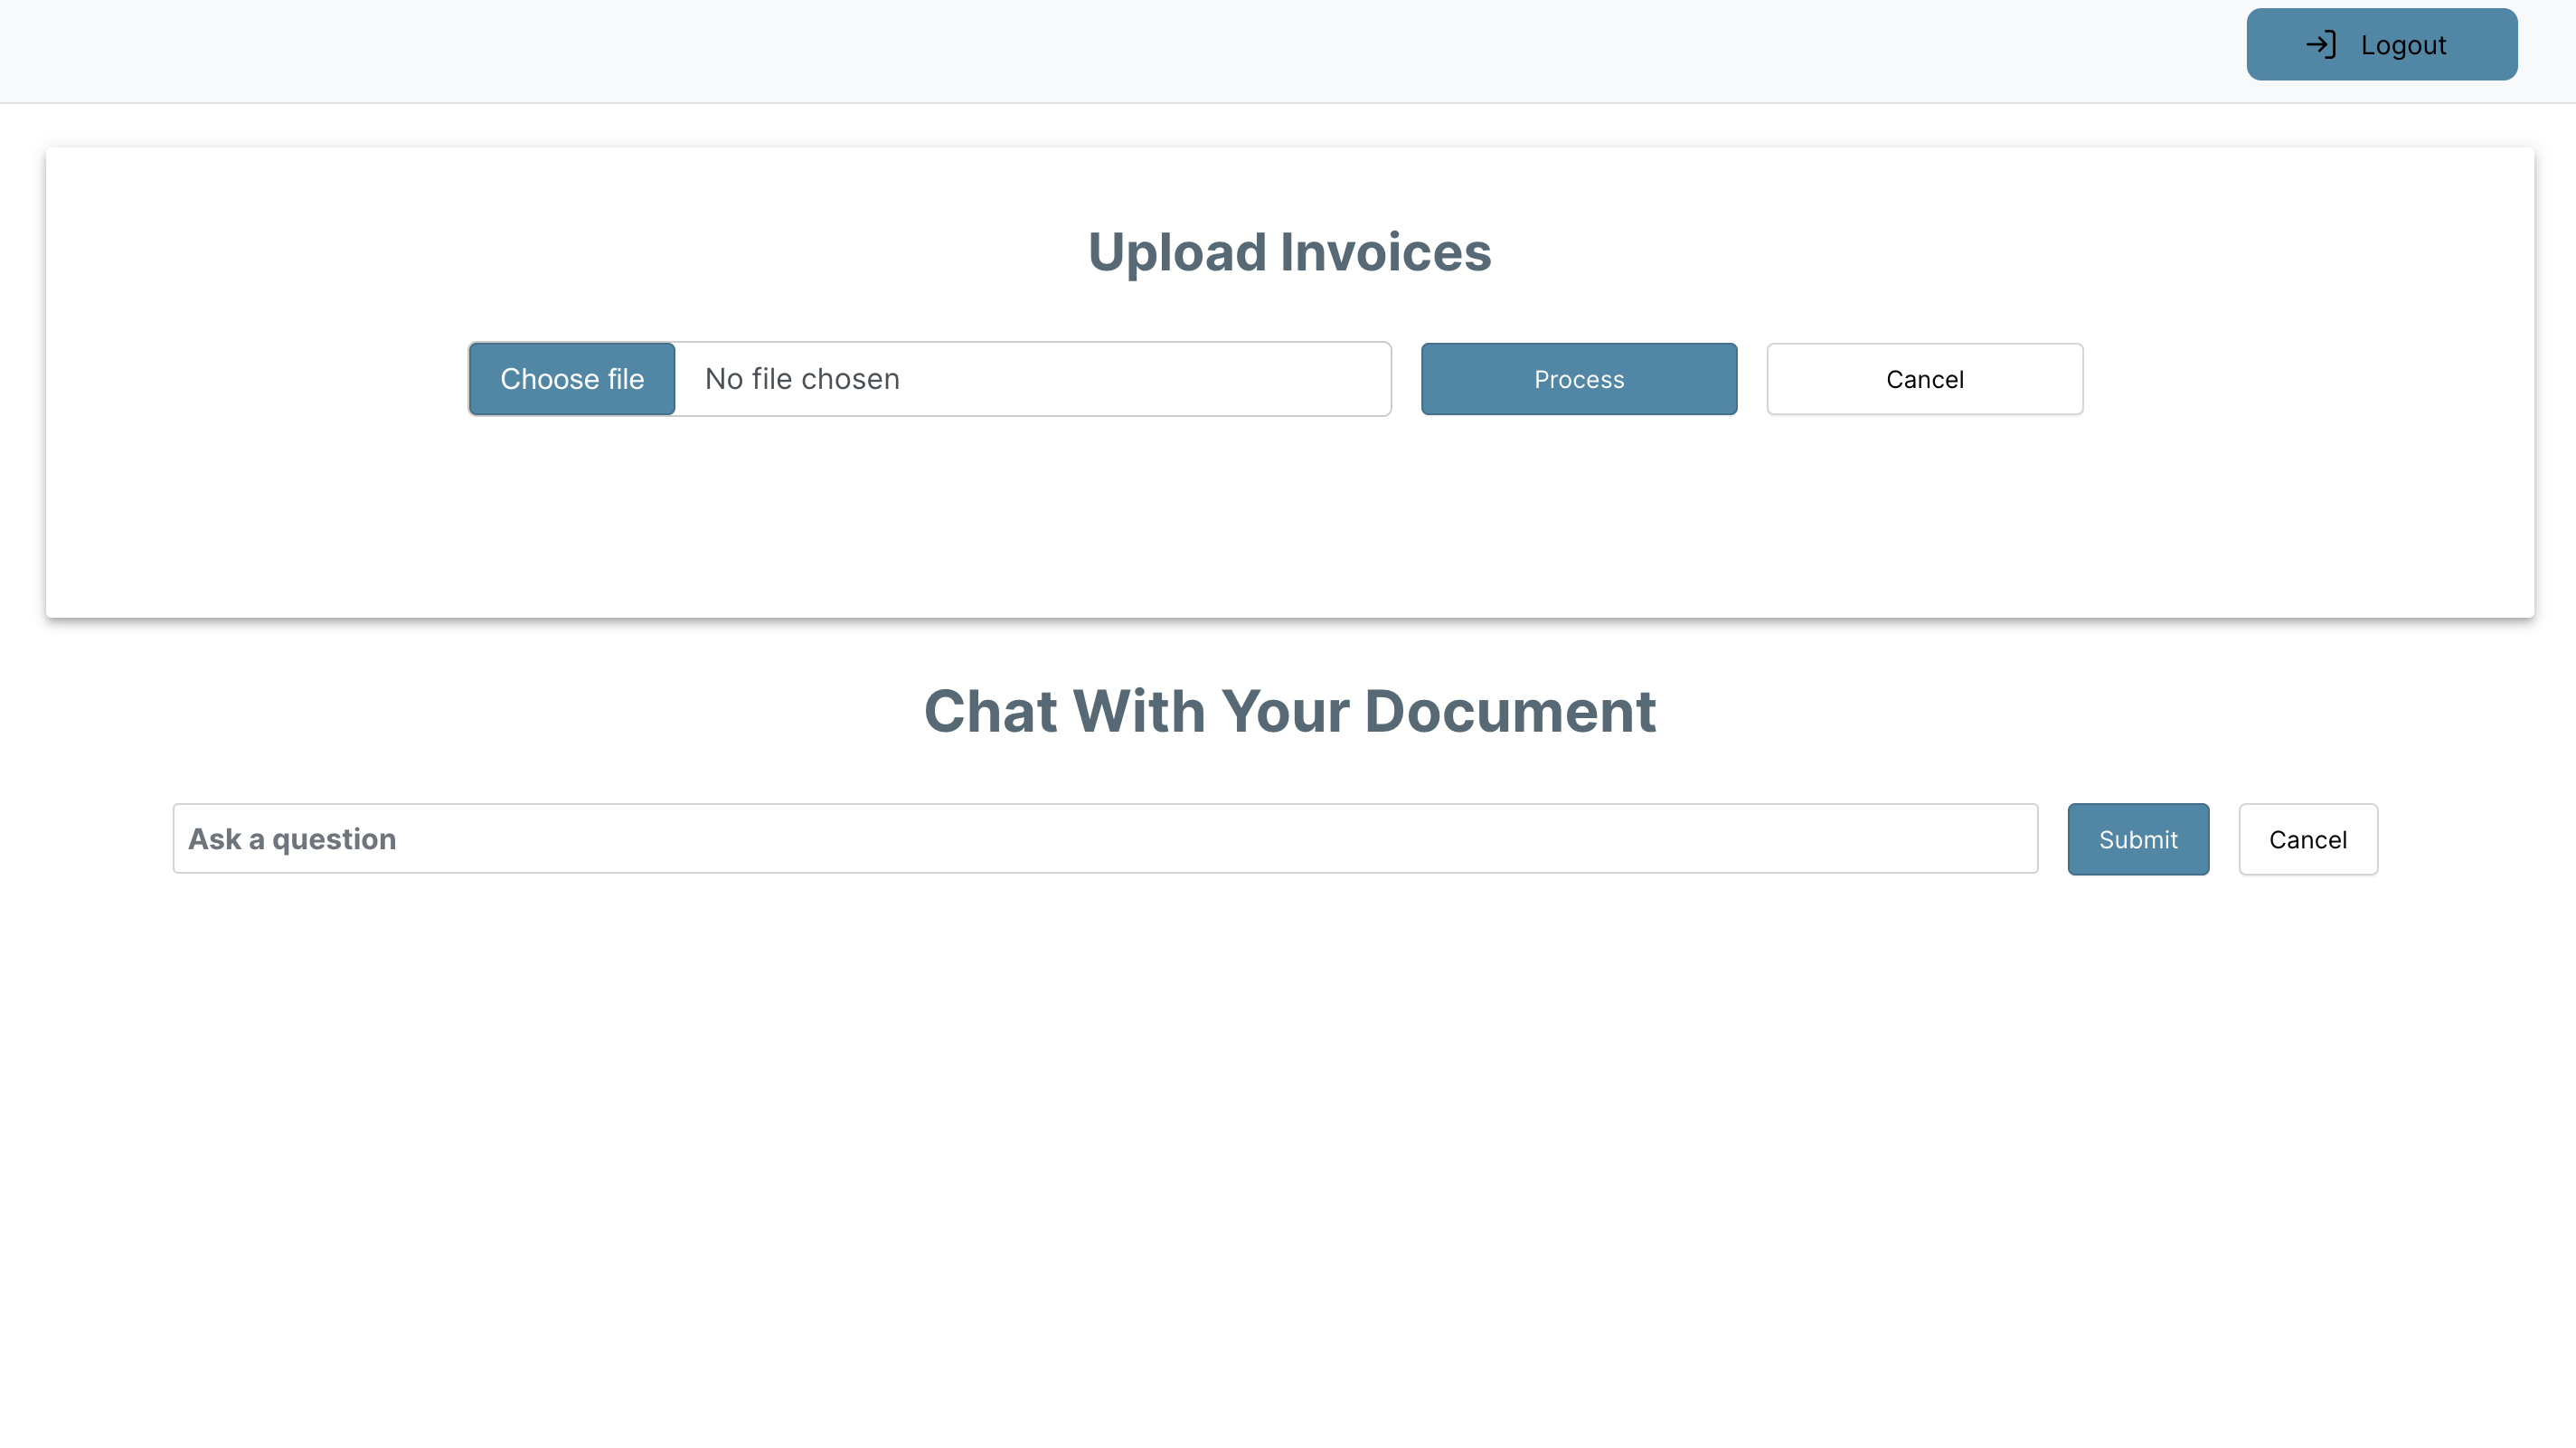 Logout
Upload Invoices
Choose file No file chosen Process Cancel
Chat With Your Document
Ask a question Submit Cancel